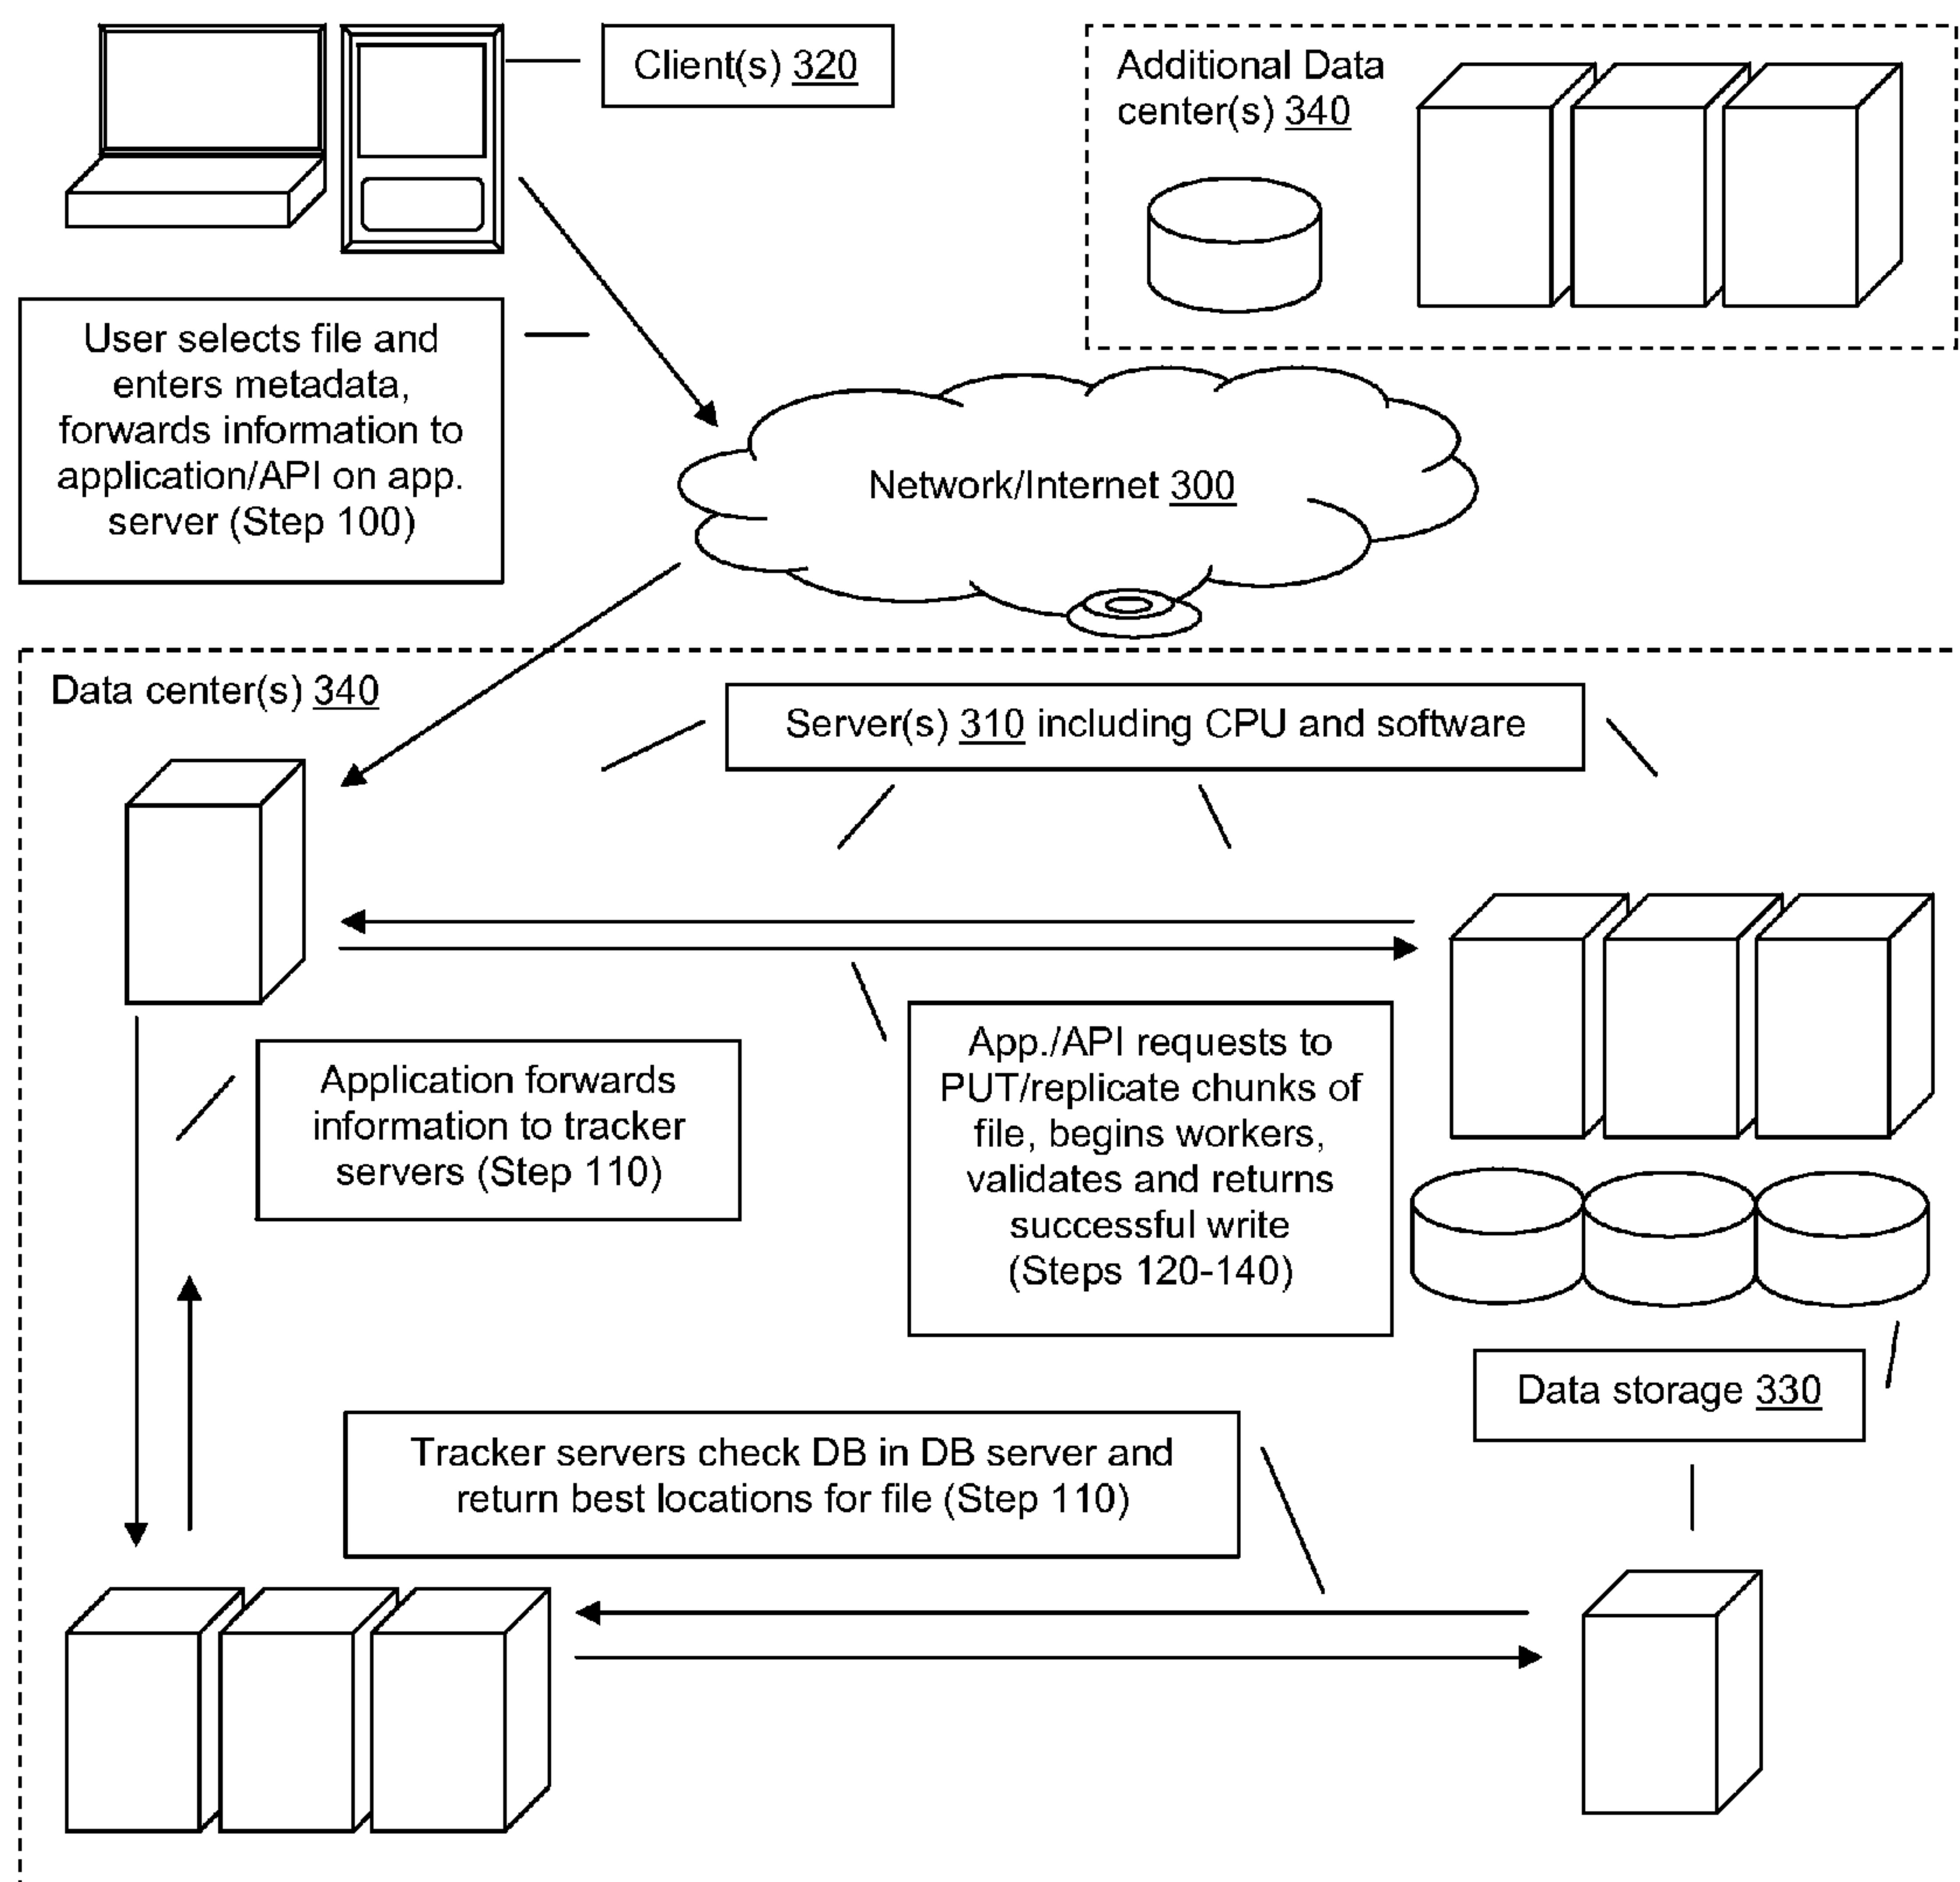 Client(s) 320
Additional Data
center(s) 340
User selects file and
enters metadata,
forwards information to
application/API on app.
server (Step 100)
Network/Internet 300
Data center(s) 340
Server(s) 310 including CPU and software
Application forwards
information to tracker
servers (Step 110)
App./API requests to
PUT/replicate chunks of
file, begins workers,
validates and returns
successful write
(Steps 120-140)
Data storage 330
Tracker servers check DB in DB server and
return best locations for file (Step 110)